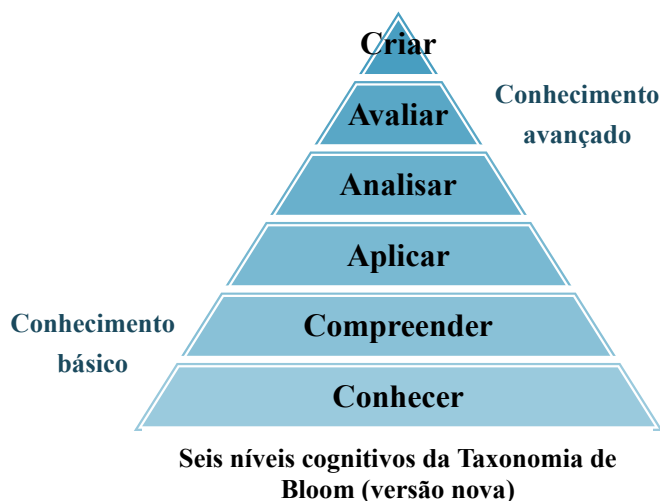 Criar
Avaliar
Conhecimento
avançado
Analisar
Aplicar
Compreender
Conhecimento
básico
Conhecer
Seis níveis cognitivos da Taxonomia de
Bloom (versão nova)